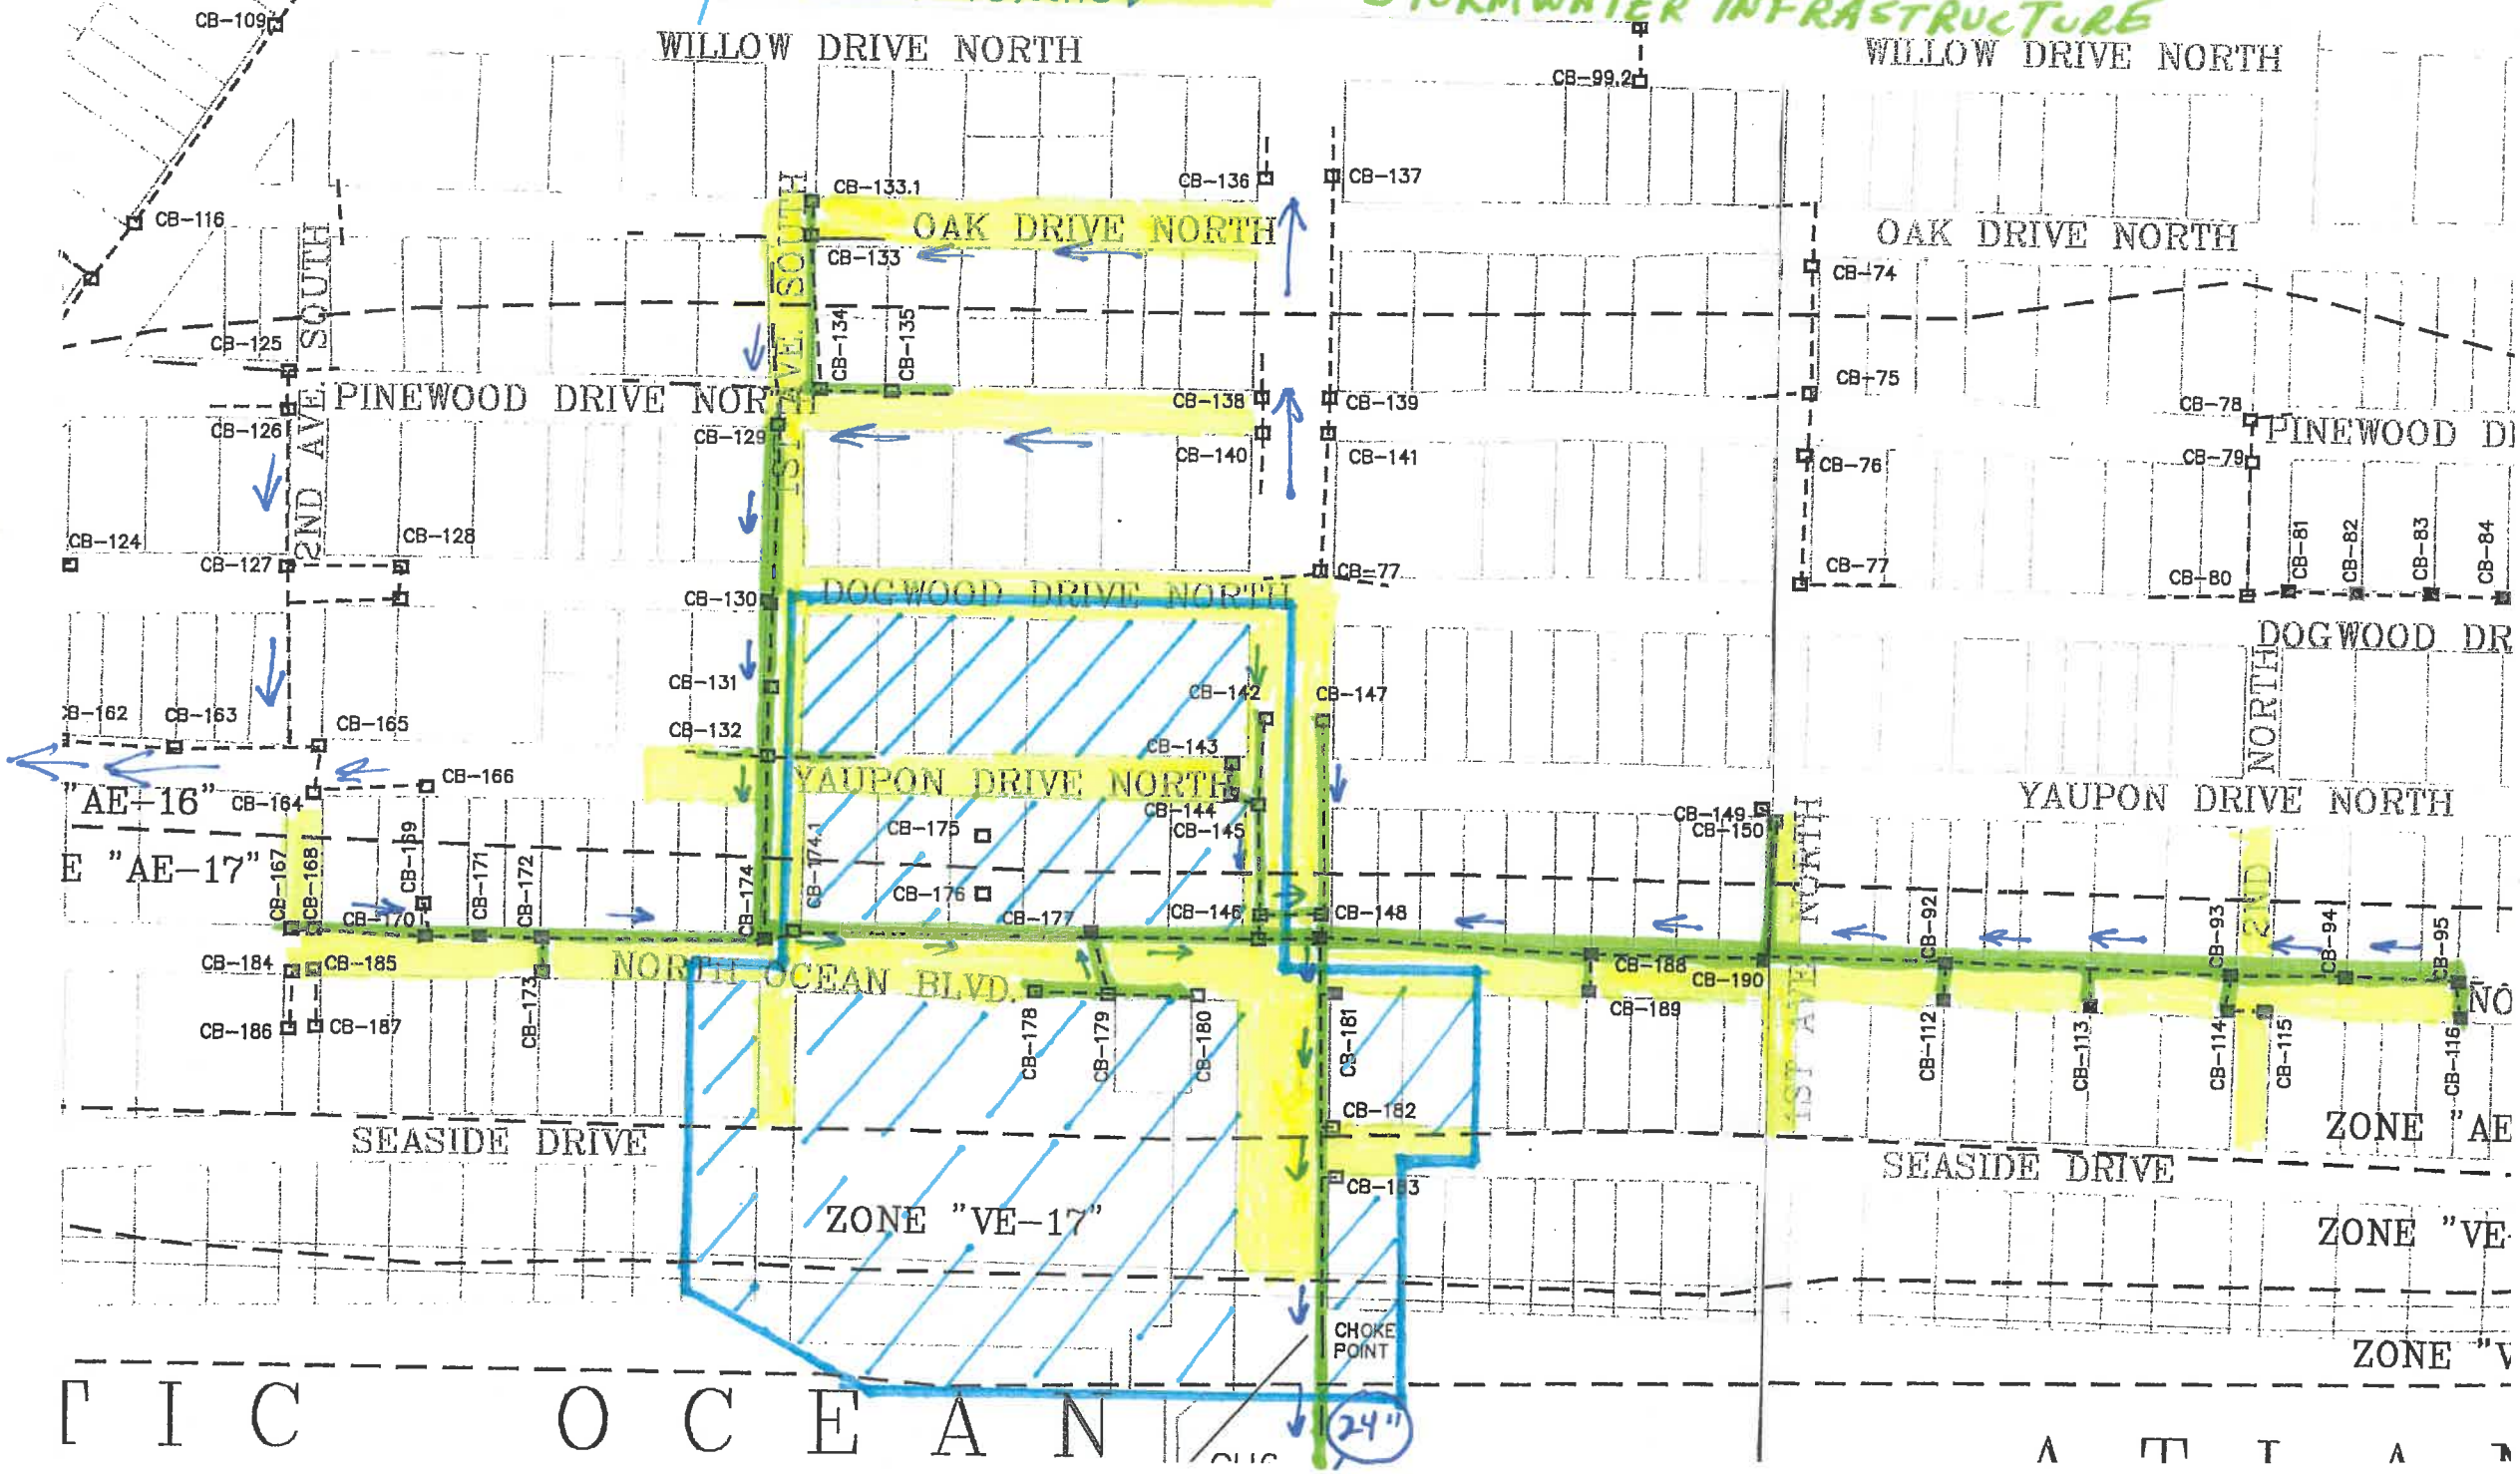 STORMWATER INFRASTRUCTURE
CB-109
WILLOW DRIVE NORTH
WILLOW DRIVE NORTH
CB-99.2
CB-133.1
CB-136
CB-137
CB-116
OAK DRIVE NORTH
OAK DRIVE NORTH
CB-133
CB-74
CB-134
CB-135
CB-125
2ND AVE SOUTH
1ST AVE SOUTH
PINEWOOD DRIVE NORTH
CB-138
CB-139
CB-75
CB-78
CB-126
CB-129
CB-140
CB-141
CB-76
PINEWOOD DR
CB-79
CB-124
CB-128
CB-127
CB-77
CB-77
CB-80
CB-81
CB-82
CB-83
CB-84
CB-130
DOGWOOD DRIVE NORTH
DOGWOOD DR
CB-131
CB-142
CB-147
CB-162
CB-163
CB-165
CB-132
CB-143
CB-166
YAUPON DRIVE NORTH
YAUPON DRIVE NORTH
"AE-16"
CB-164
CB-144
CB-145
CB-149
CB-150
CB-175
E "AE-17"
CB-167
CB-168
CB-169
CB-171
CB-172
CB-174
CB-174.1
CB-176
CB-170
CB-177
CB-146
CB-148
1ST AVE NORTH
CB-92
CB-93
2ND
NORTH
CB-94
CB-95
CB-184
CB-185
NORTH OCEAN BLVD.
CB-188
CB-190
NO
CB-186
CB-187
CB-173
CB-178
CB-179
CB-180
CB-181
CB-189
CB-112
CB-113
CB-114
CB-115
CB-116
CB-182
SEASIDE DRIVE
ZONE "AE
SEASIDE DRIVE
CB-183
ZONE "VE-17"
ZONE "VE-
CHOKE
POINT
ZONE "V
TIC OCEAN
24"
ATLA